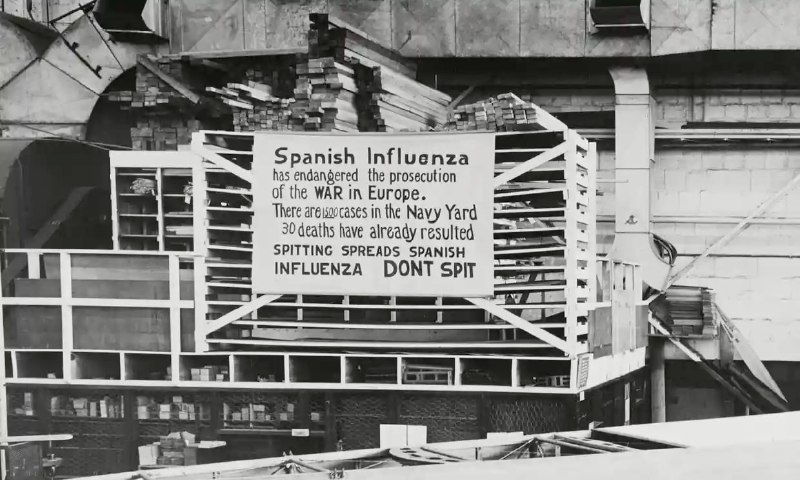 Spanish Influenza
has endangered the prosecution
of the WAR in Europe.
There are 1500 cases in the Navy Yard
30 deaths have already resulted
SPITTING SPREADS SPANISH
INFLUENZA DONT SPIT